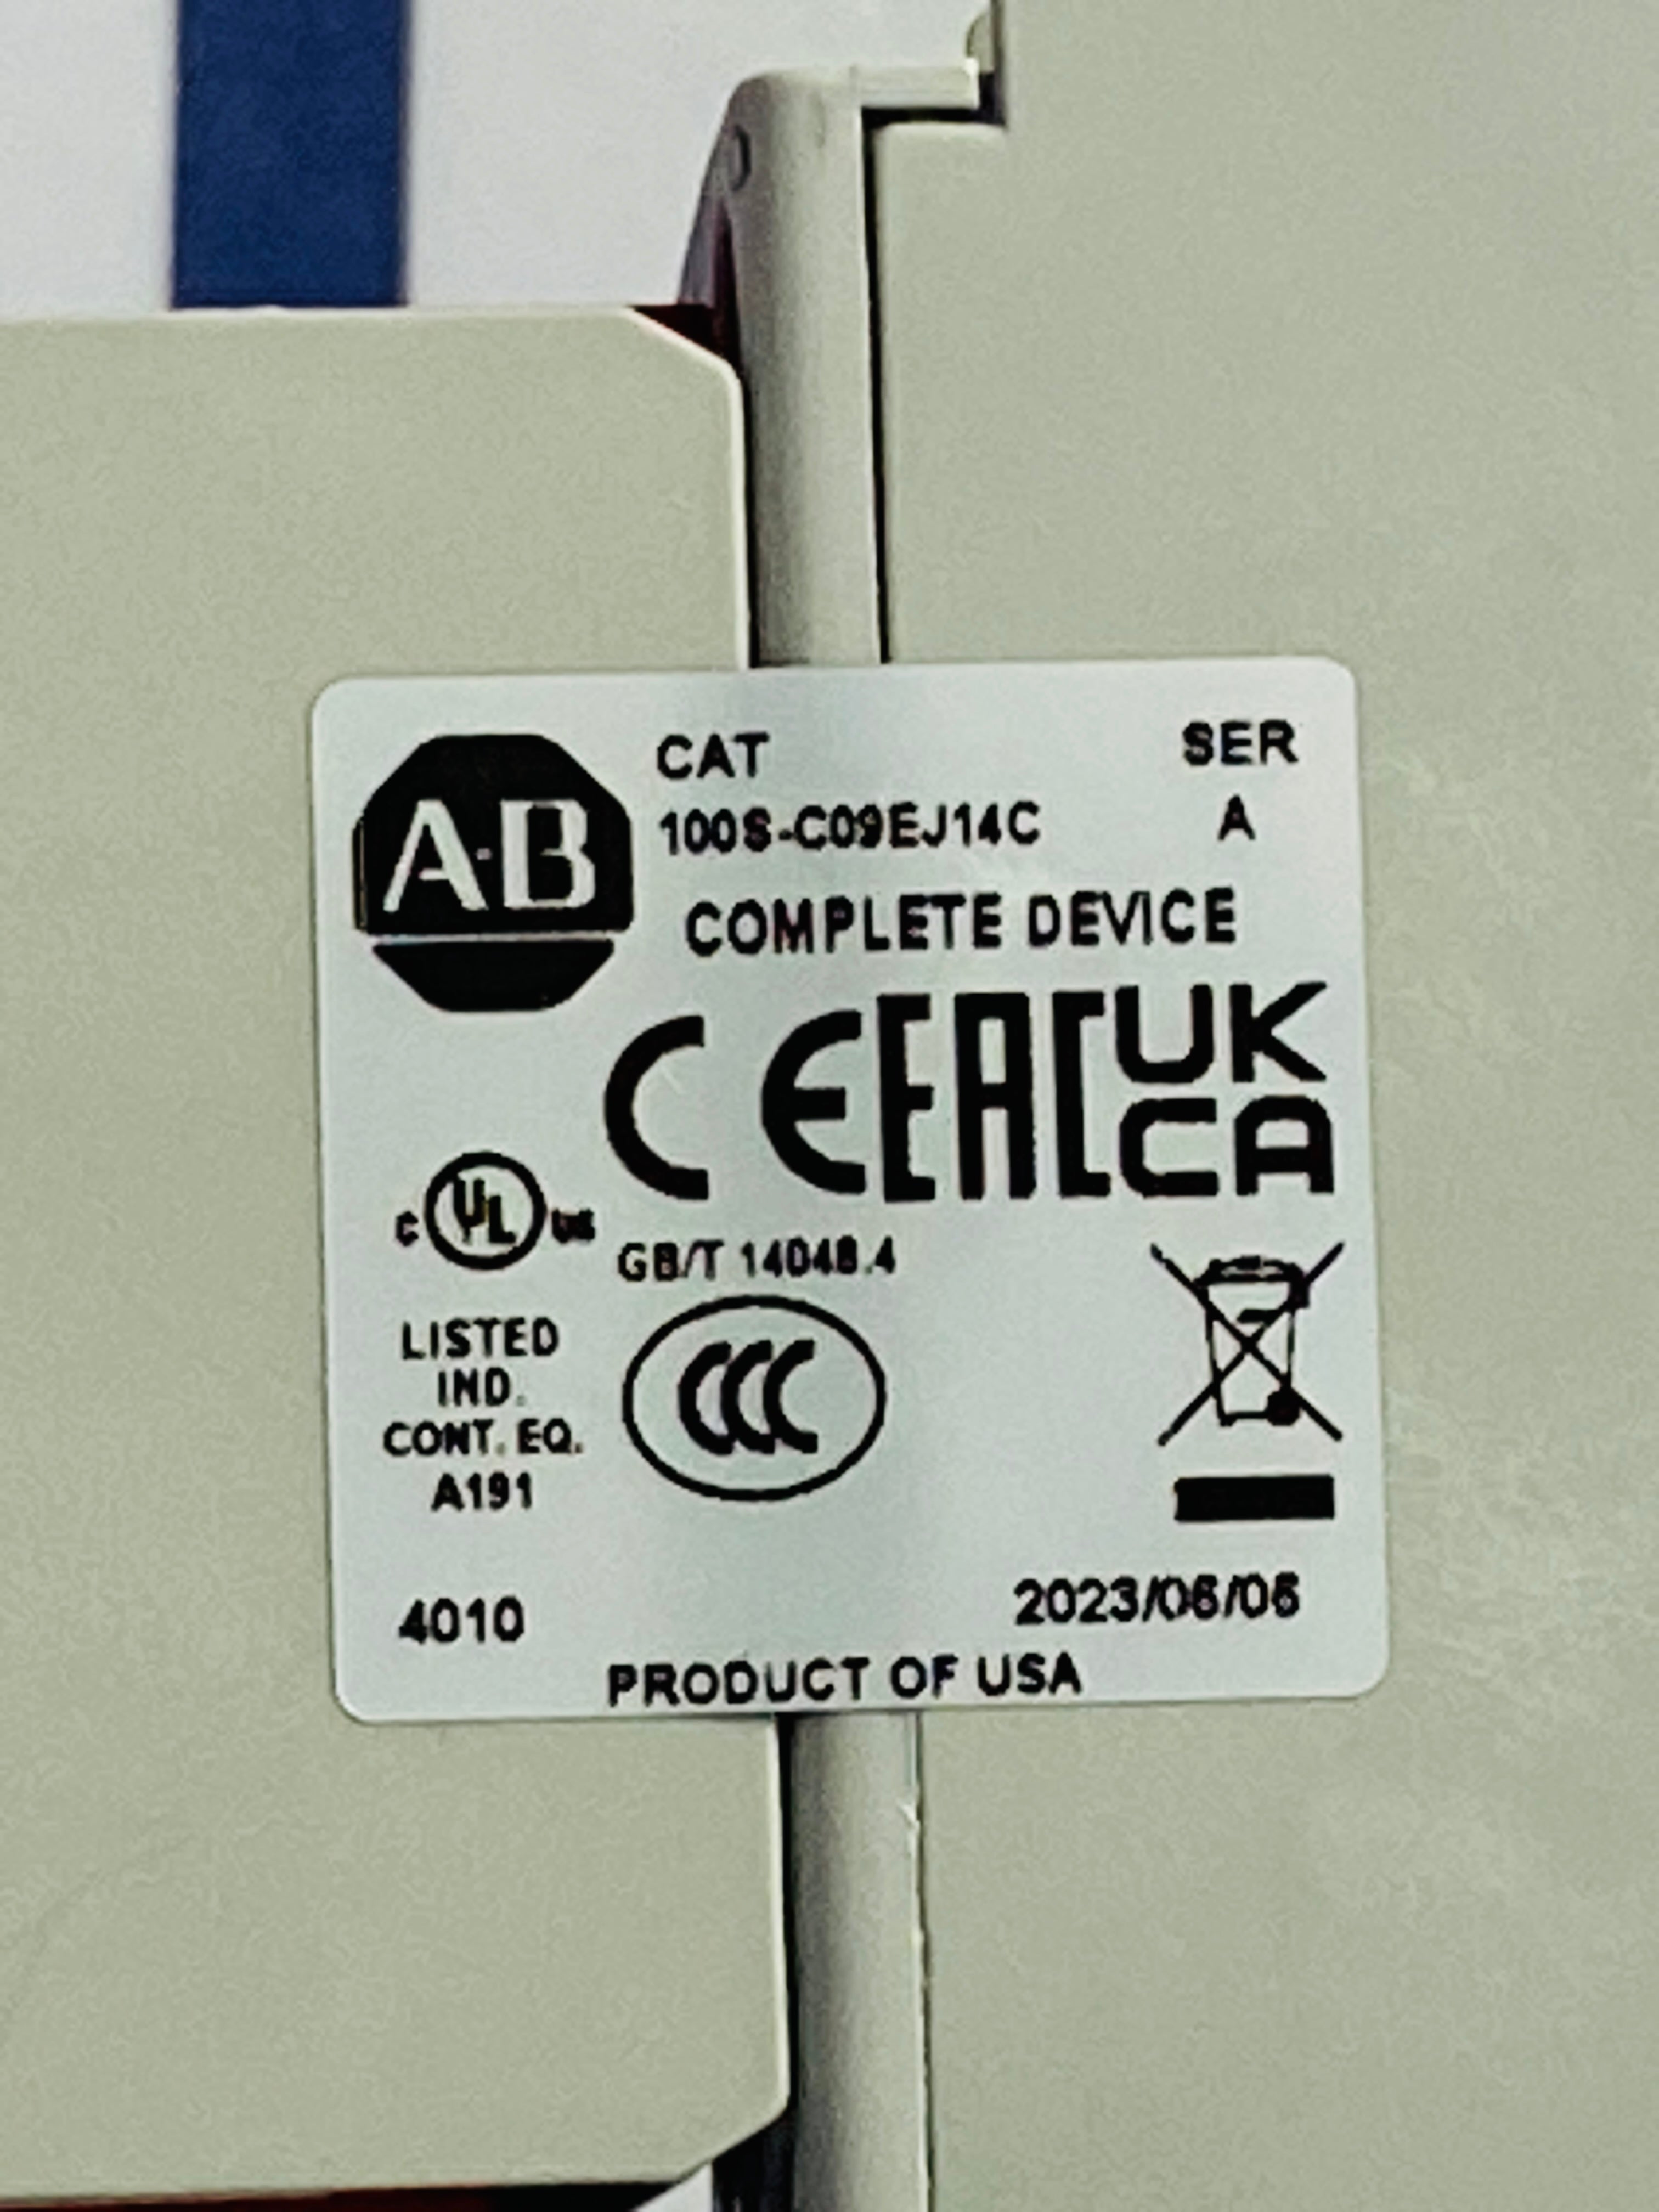 A·B
CAT SER
100S-C09EJ14C A
COMPLETE DEVICE
CE EAC UK
CA
c UL us
GB/T 14048.4
LISTED
IND.
CONT. EQ.
A191
CCC
4010 2023/06/06
PRODUCT OF USA